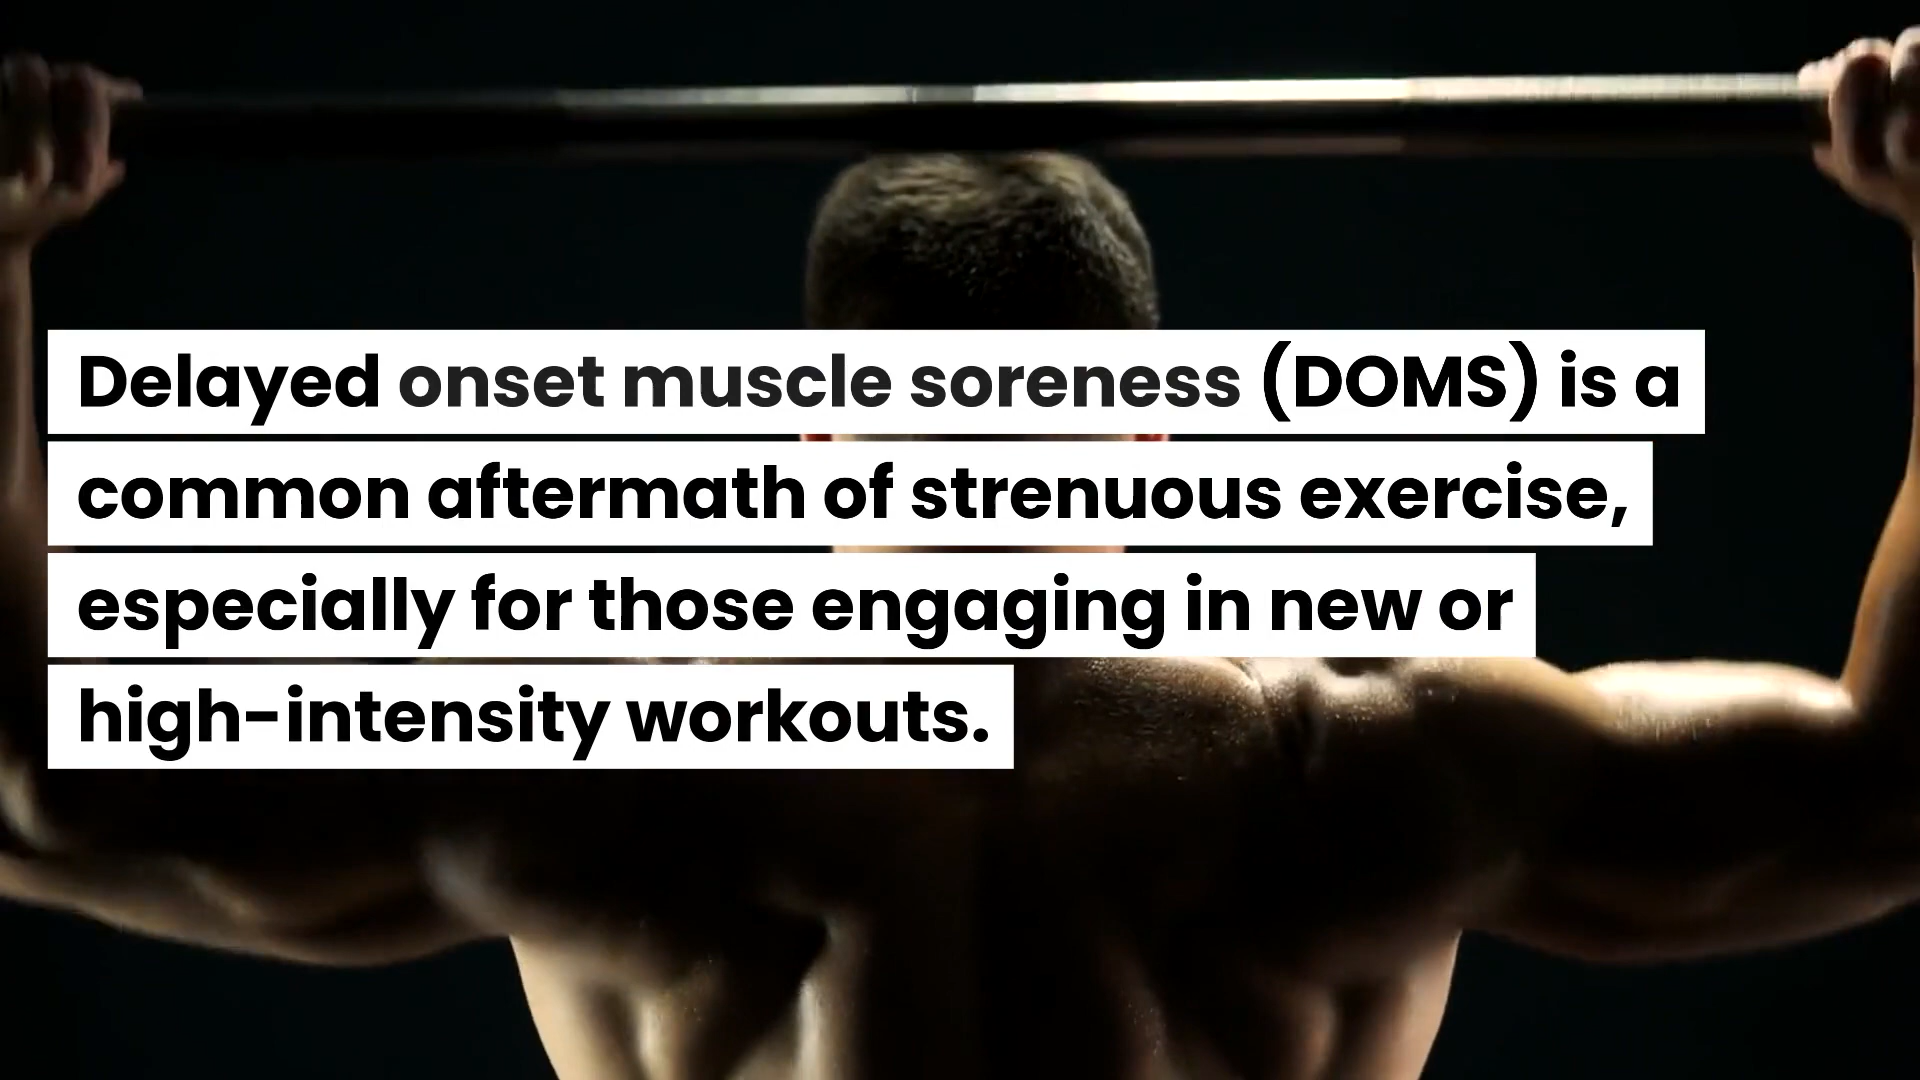 Delayed onset muscle soreness (DOMS) is a
common aftermath of strenuous exercise,
especially for those engaging in new or
high-intensity workouts.